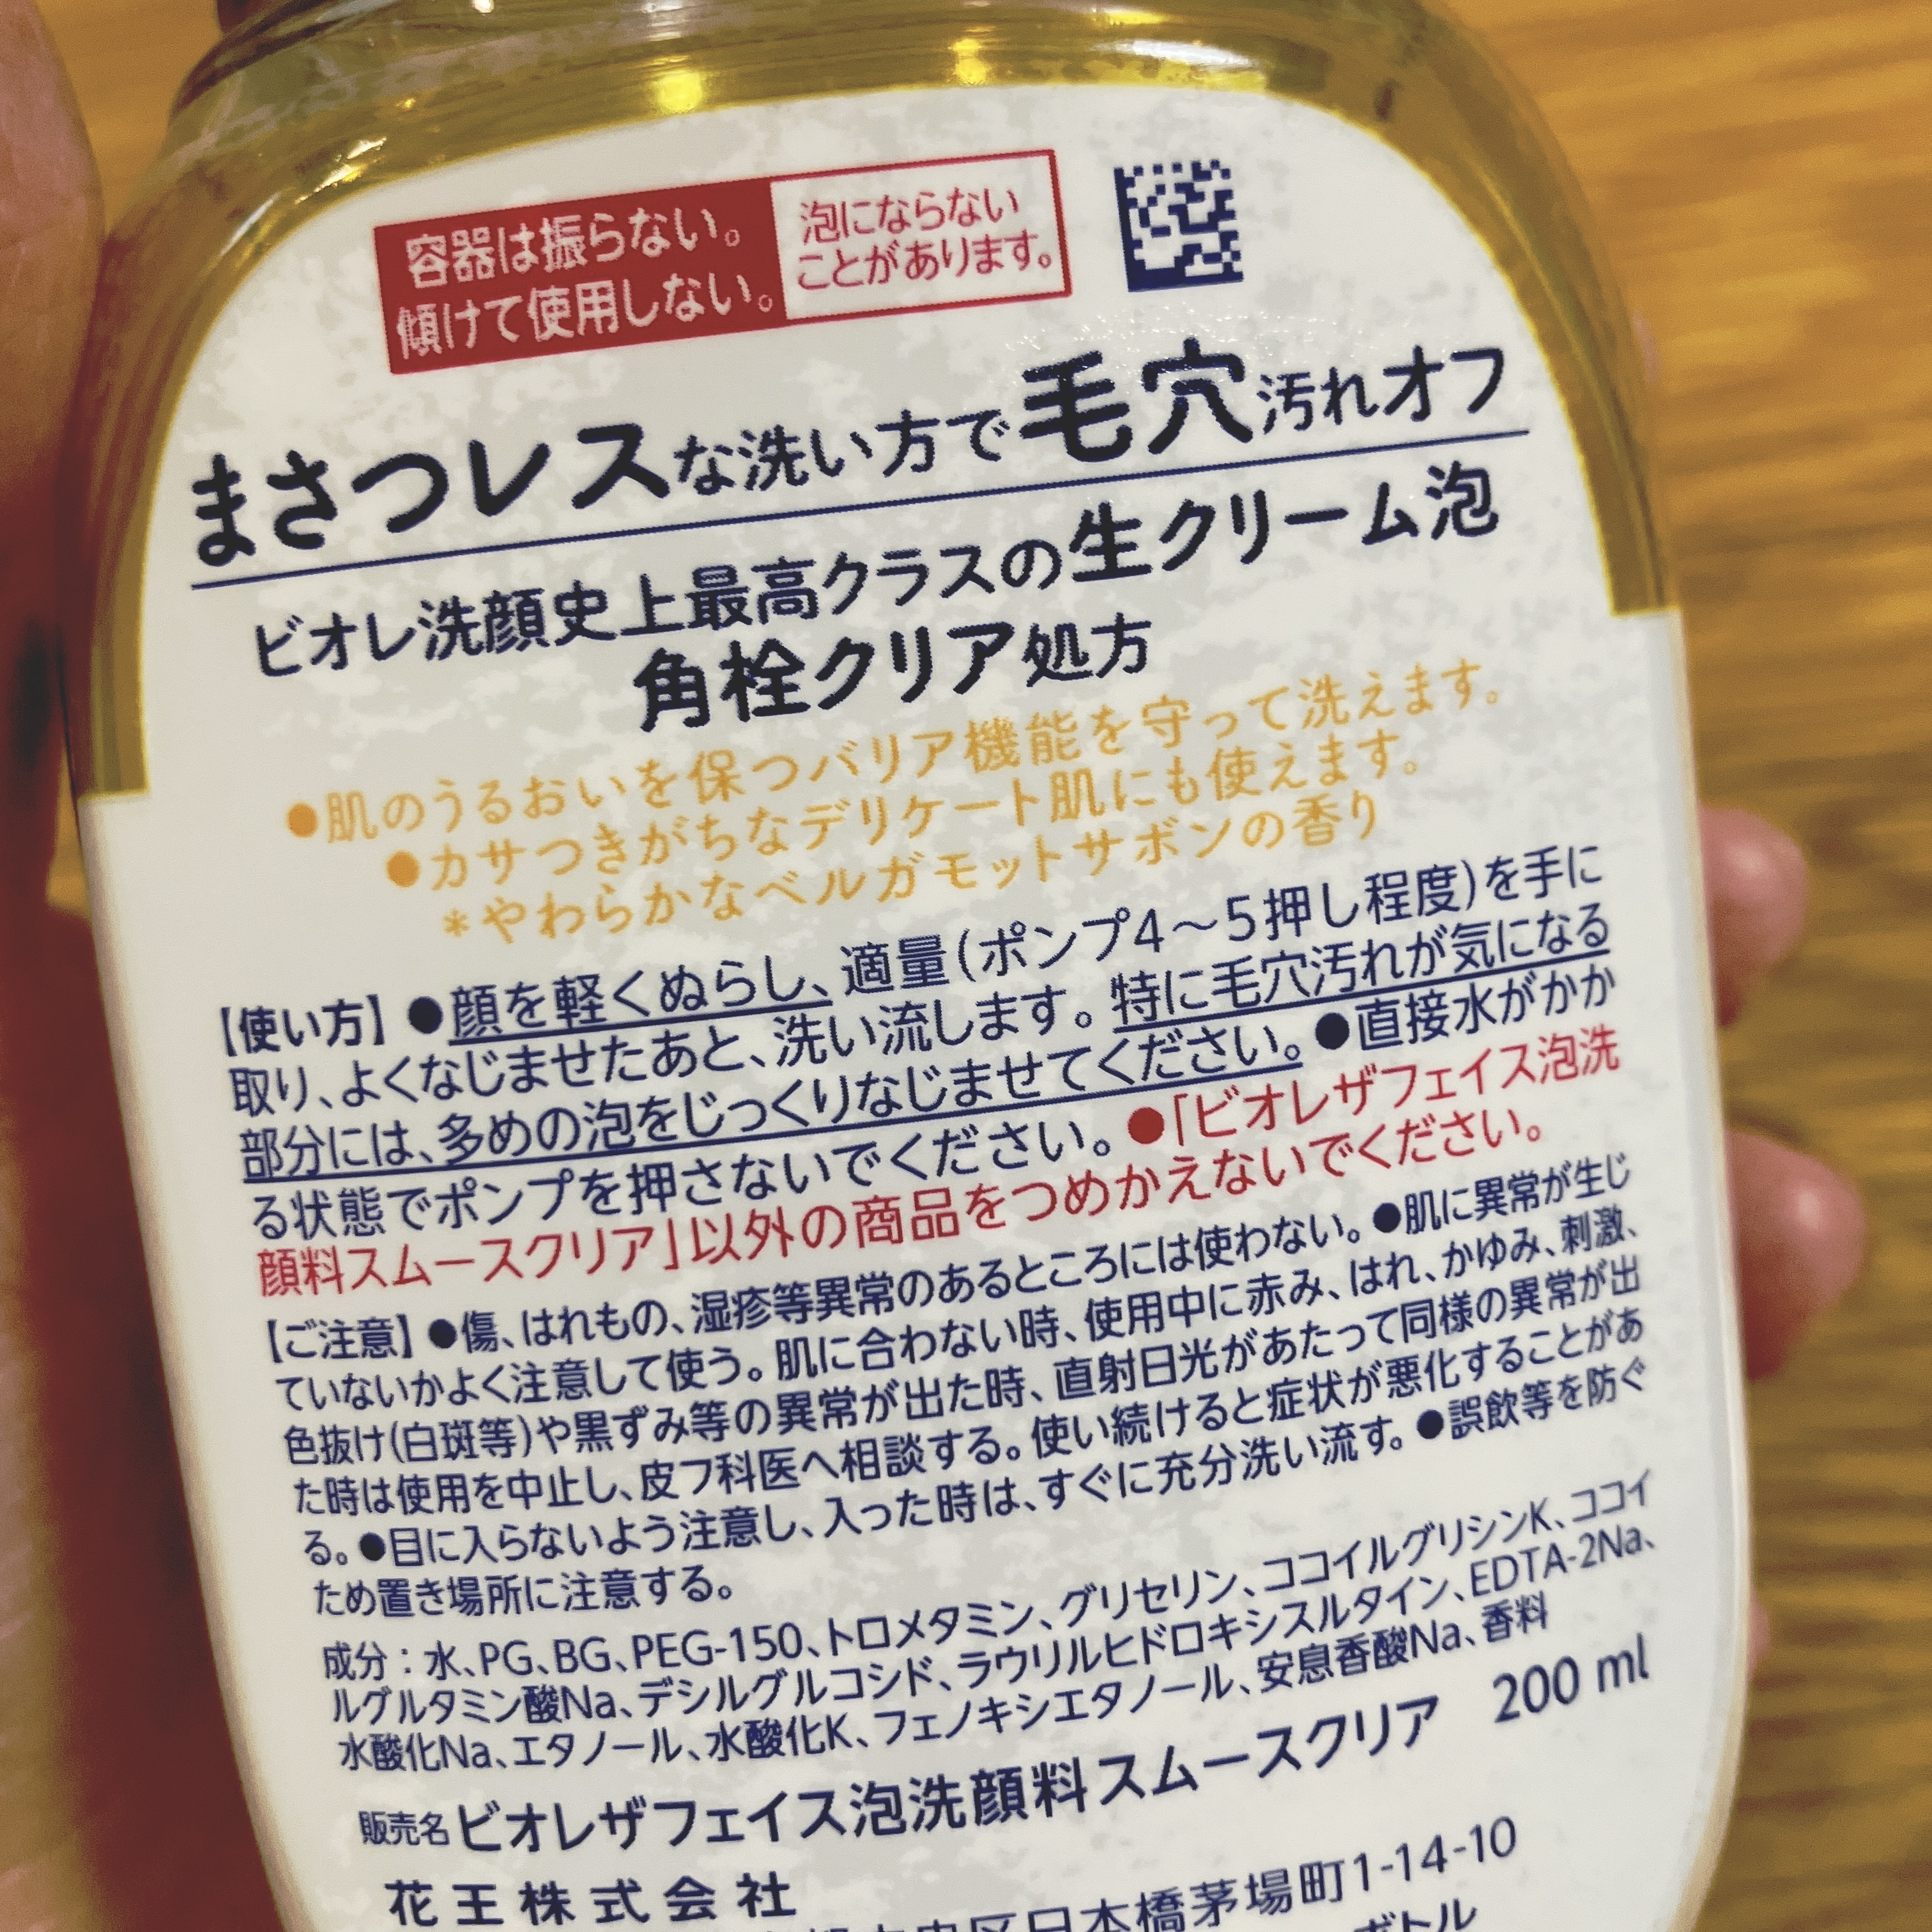 容器は振らない。
傾けて使用しない。
泡にならない
ことがあります。
まさつレスな洗い方で毛穴汚れオフ
ビオレ洗顔史上最高クラスの生クリーム泡
角栓クリア処方
●肌のうるおいを保つバリア機能を守って洗えます。
●カサつきがちなデリケート肌にも使えます。
*やわらかなベルガモットサボンの香り
【使い方】●顔を軽くぬらし、適量(ポンプ4〜5押し程度)を手に
取り、よくなじませたあと、洗い流します。特に毛穴汚れが気になる
部分には、多めの泡をじっくりなじませてください。●直接水がかか
る状態でポンプを押さないでください。●「ビオレザフェイス泡洗
顔料スムースクリア」以外の商品をつめかえないでください。
【ご注意】●傷、はれもの、湿疹等異常のあるところには使わない。●肌に異常が生じ
ていないかよく注意して使う。肌に合わない時、使用中に赤み、はれ、かゆみ、刺激、
色抜け(白斑等)や黒ずみ等の異常が出た時、直射日光があたって同様の異常が出
た時は使用を中止し、皮フ科医へ相談する。使い続けると症状が悪化することがあ
る。●目に入らないよう注意し、入った時は、すぐに充分洗い流す。●誤飲等を防ぐ
ため置き場所に注意する。
成分：水、PG、BG、PEG-150、トロメタミン、グリセリン、ココイルグリシンK、ココイ
ルグルタミン酸Na、デシルグルコシド、ラウリルヒドロキシスルタイン、EDTA-2Na、
水酸化Na、エタノール、水酸化K、フェノキシエタノール、安息香酸Na、香料
販売名 ビオレザフェイス泡洗顔料スムースクリア 200 ml
花王株式会社
日本橋茅場町1-14-10
ボトル